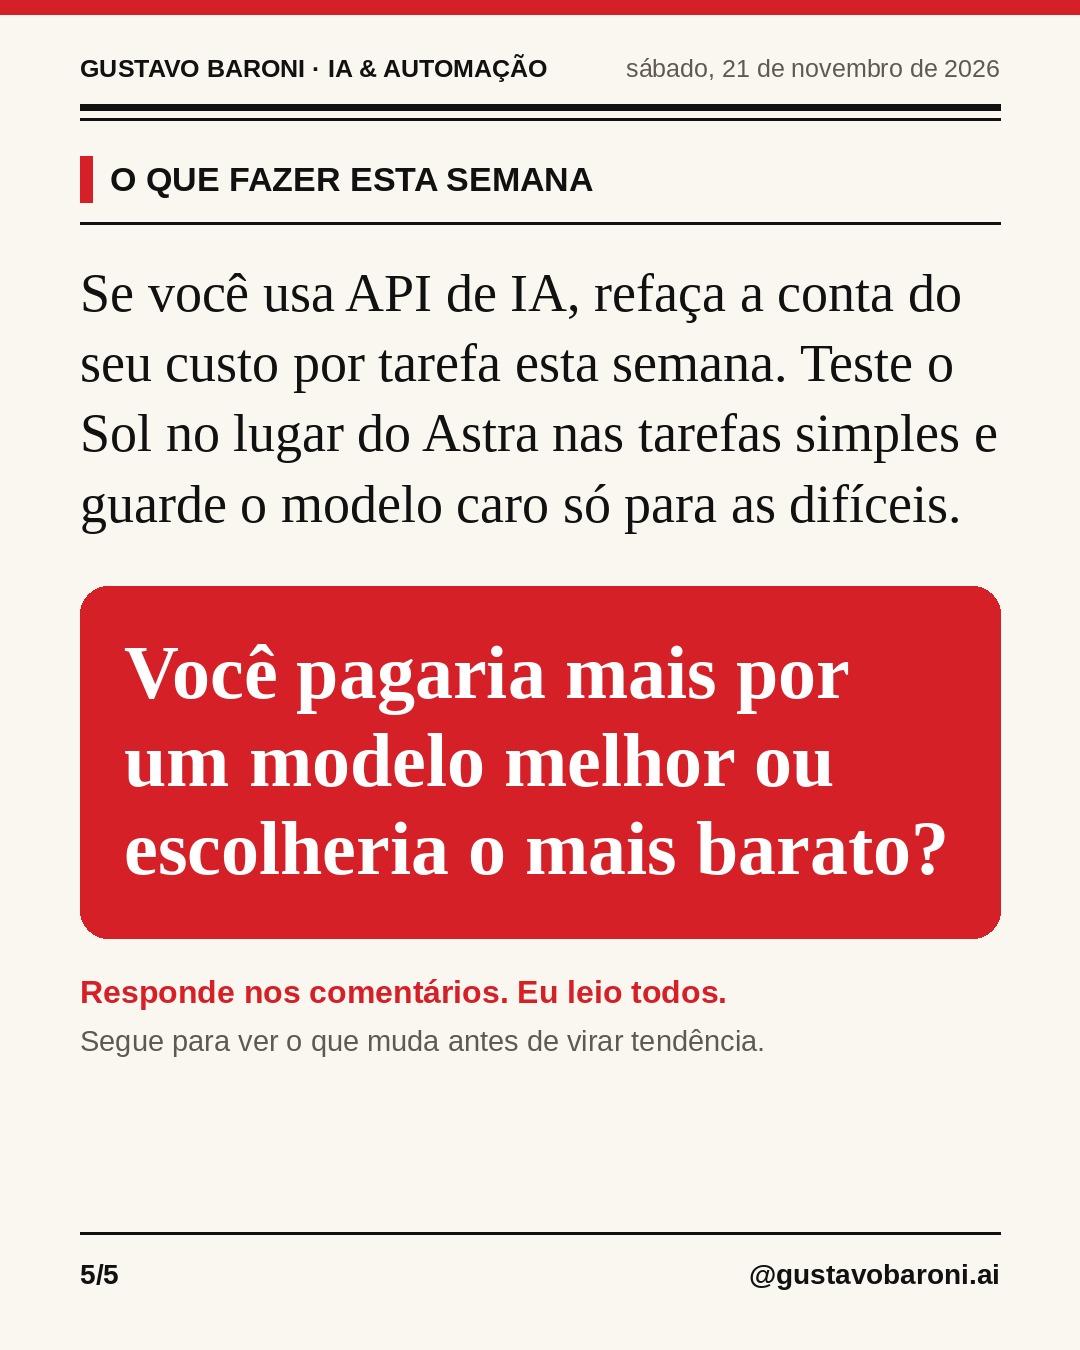 GUSTAVO BARONI · IA & AUTOMAÇÃO
sábado, 21 de novembro de 2026
O QUE FAZER ESTA SEMANA
Se você usa API de IA, refaça a conta do
seu custo por tarefa esta semana. Teste o
Sol no lugar do Astra nas tarefas simples e
guarde o modelo caro só para as difíceis.
Você pagaria mais por
um modelo melhor ou
escolheria o mais barato?
Responde nos comentários. Eu leio todos.
Segue para ver o que muda antes de virar tendência.
5/5
@gustavobaroni.ai